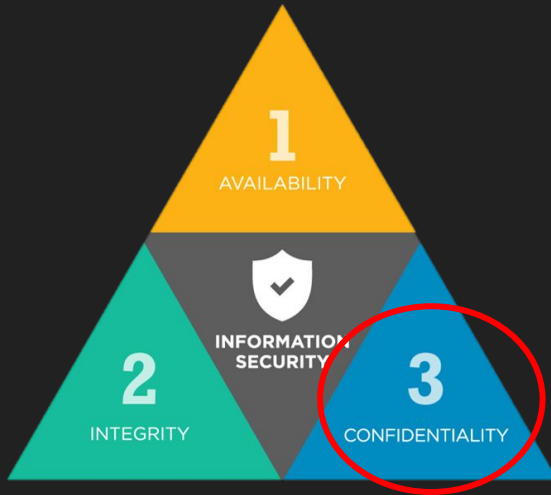 1
AVAILABILITY
INFORMATION
SECURITY
2
INTEGRITY
3
CONFIDENTIALITY